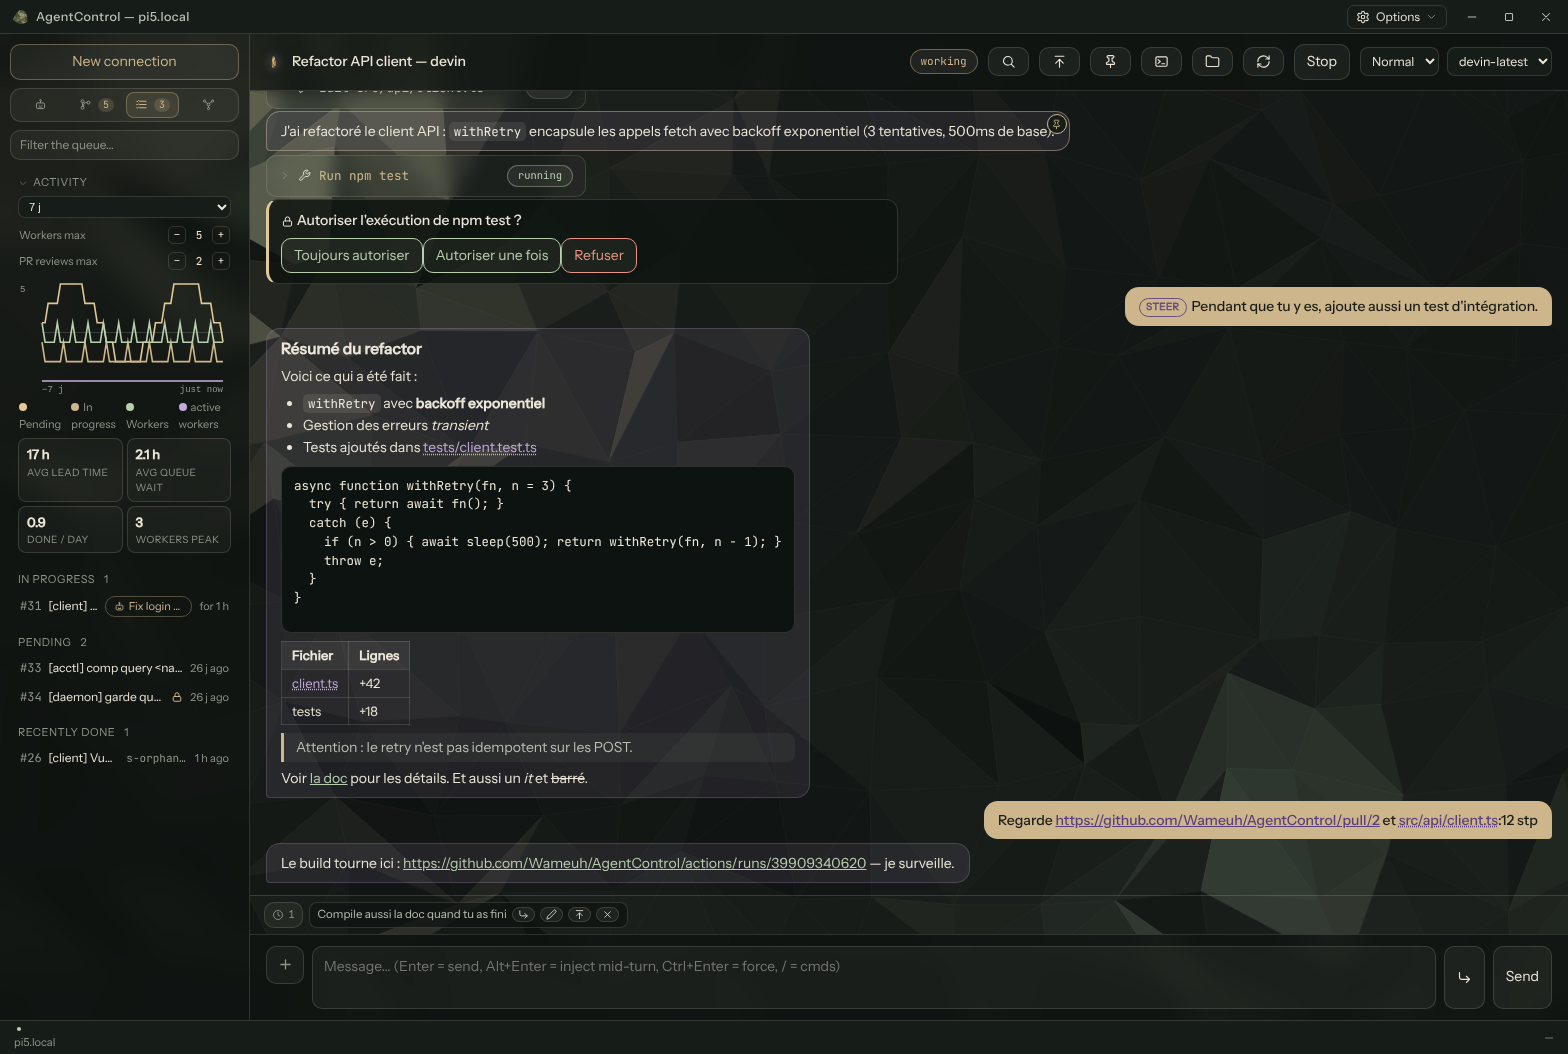 AgentControl — pi5.local
Options
New connection
5
3
Filter the queue...
ACTIVITY
7 j
Workers max − 5 +
PR reviews max − 2 +
5
−7 j just now
Pending
In progress
Workers
active workers
17 h
AVG LEAD TIME
2.1 h
AVG QUEUE WAIT
0.9
DONE / DAY
3
WORKERS PEAK
IN PROGRESS 1
#31 [client] ... Fix login ... for 1 h
PENDING 2
#33 [acctl] comp query <na... 26 j ago
#34 [daemon] garde qu... 26 j ago
RECENTLY DONE 1
#26 [client] Vu... s-orphan... 1 h ago
pi5.local
Refactor API client — devin
working
Stop
Normal
devin-latest
J'ai refactoré le client API : withRetry encapsule les appels fetch avec backoff exponentiel (3 tentatives, 500ms de base).
Run npm test
running
Autoriser l'exécution de npm test ?
Toujours autoriser
Autoriser une fois
Refuser
STEER Pendant que tu y es, ajoute aussi un test d'intégration.
Résumé du refactor
Voici ce qui a été fait :
• withRetry avec backoff exponentiel
• Gestion des erreurs transient
• Tests ajoutés dans tests/client.test.ts
async function withRetry(fn, n = 3) {
  try { return await fn(); }
  catch (e) {
    if (n > 0) { await sleep(500); return withRetry(fn, n - 1); }
    throw e;
  }
}
Fichier Lignes
client.ts +42
tests +18
Attention : le retry n'est pas idempotent sur les POST.
Voir la doc pour les détails. Et aussi un it et barré.
Regarde https://github.com/Wameuh/AgentControl/pull/2 et src/api/client.ts:12 stp
Le build tourne ici : https://github.com/Wameuh/AgentControl/actions/runs/39909340620 — je surveille.
1
Compile aussi la doc quand tu as fini
Message... (Enter = send, Alt+Enter = inject mid-turn, Ctrl+Enter = force, / = cmds)
Send